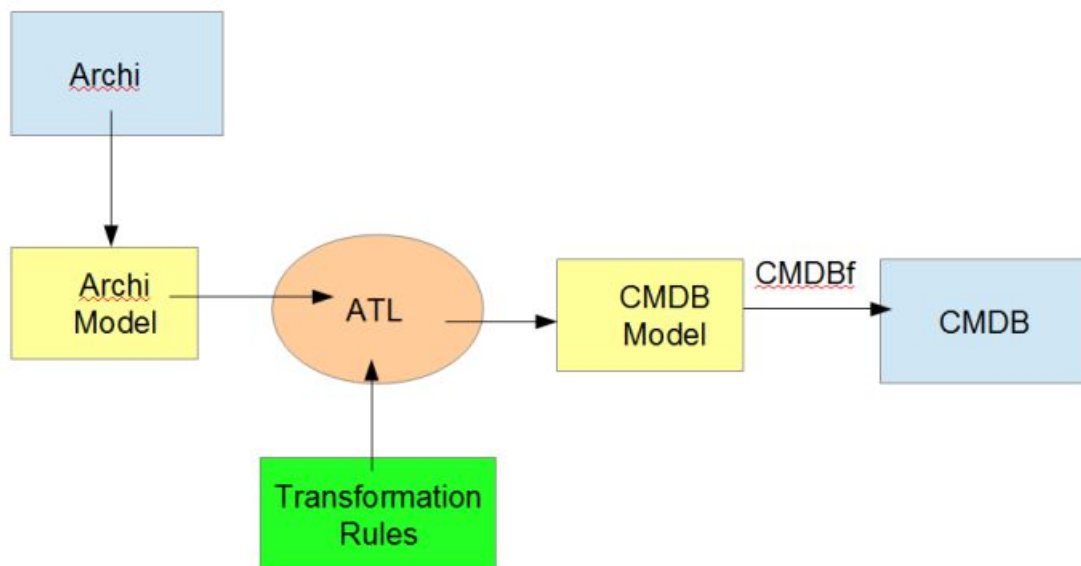 Archi
Archi
Model
ATL
CMDB
Model
CMDBf
CMDB
Transformation
Rules